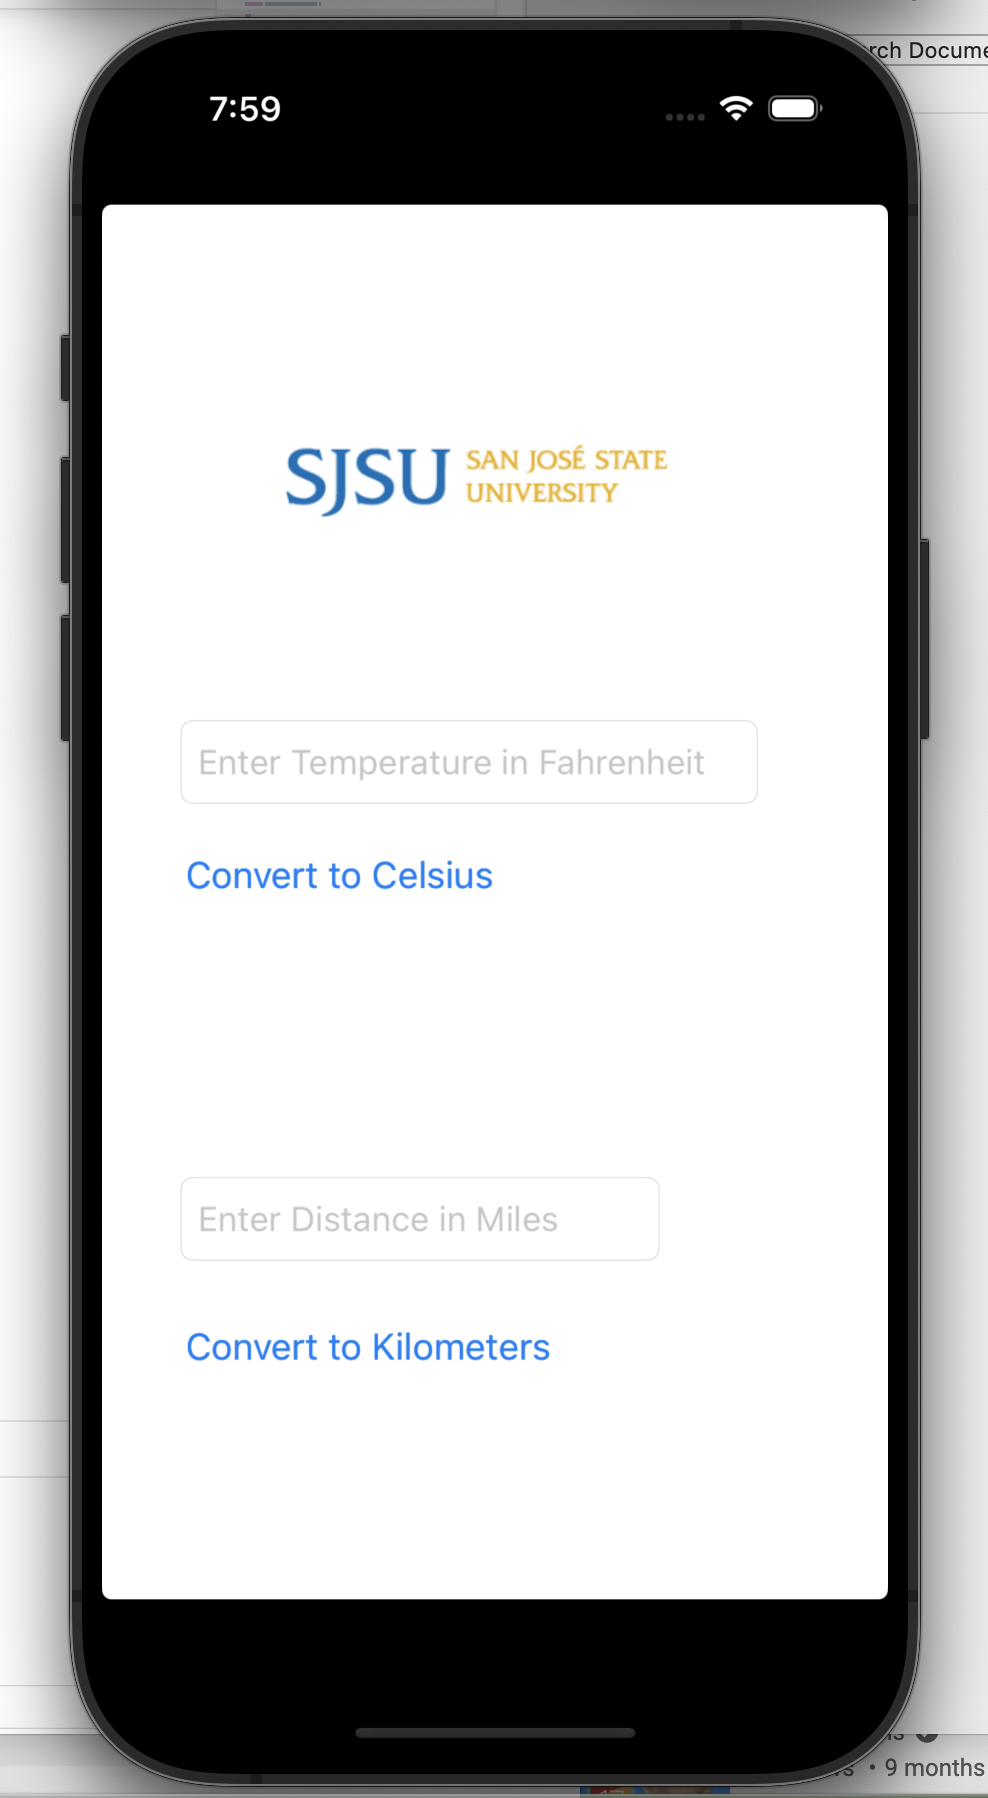 rch Docume
7:59
SJSU SAN JOSÉ STATE
UNIVERSITY
Enter Temperature in Fahrenheit
Convert to Celsius
Enter Distance in Miles
Convert to Kilometers
• 9 months